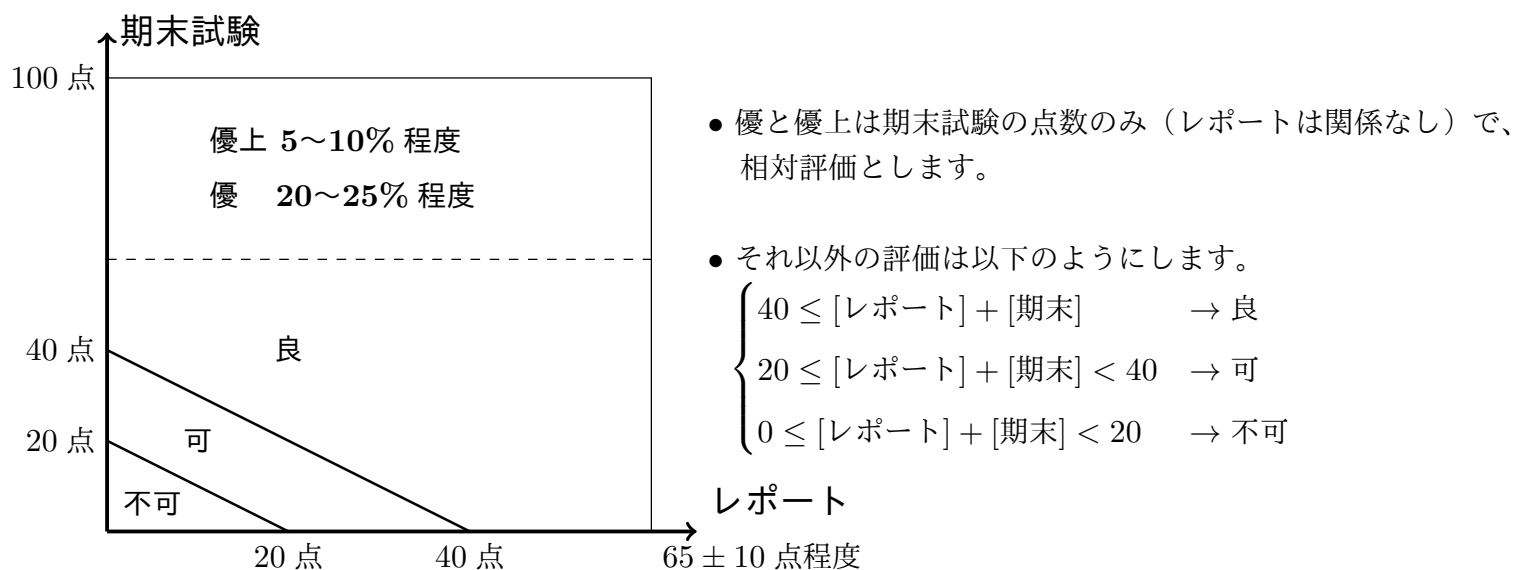 期末試験
100 点
優上 5〜10% 程度
優 20〜25% 程度
40 点
良
20 点
可
不可
20 点
40 点
65 ± 10 点程度
レポート
• 優と優上は期末試験の点数のみ（レポートは関係なし）で、
相対評価とします。
• それ以外の評価は以下のようにします。
40 ≤ [レポート] + [期末] → 良
20 ≤ [レポート] + [期末] < 40 → 可
0 ≤ [レポート] + [期末] < 20 → 不可